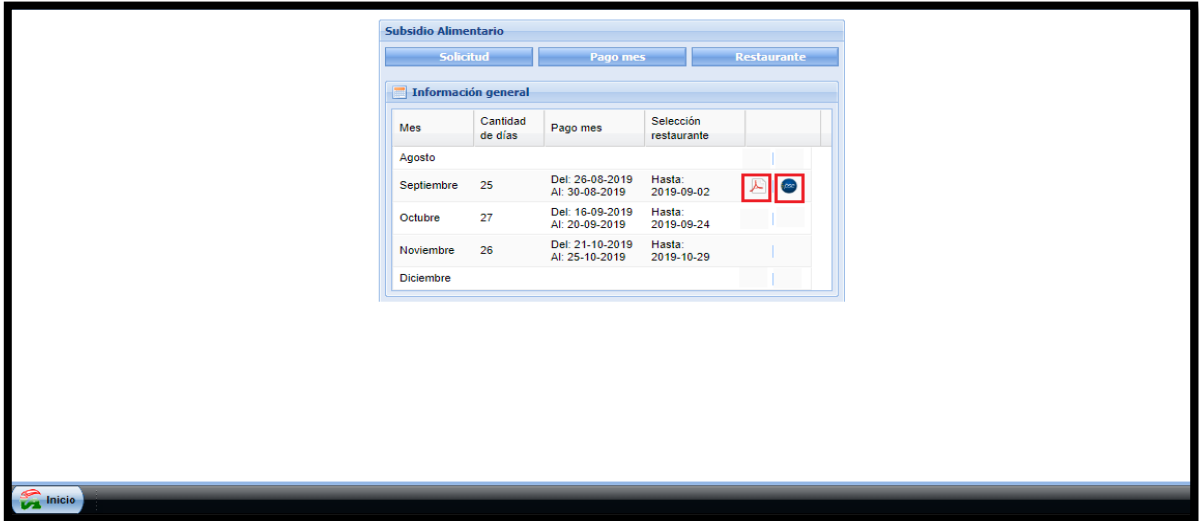 Subsidio Alimentario
Solicitud Pago mes Restaurante
Información general
Mes Cantidad de días Pago mes Selección restaurante
Agosto
Septiembre 25 Del: 26-08-2019 Al: 30-08-2019 Hasta: 2019-09-02
Octubre 27 Del: 16-09-2019 Al: 20-09-2019 Hasta: 2019-09-24
Noviembre 26 Del: 21-10-2019 Al: 25-10-2019 Hasta: 2019-10-29
Diciembre
Inicio